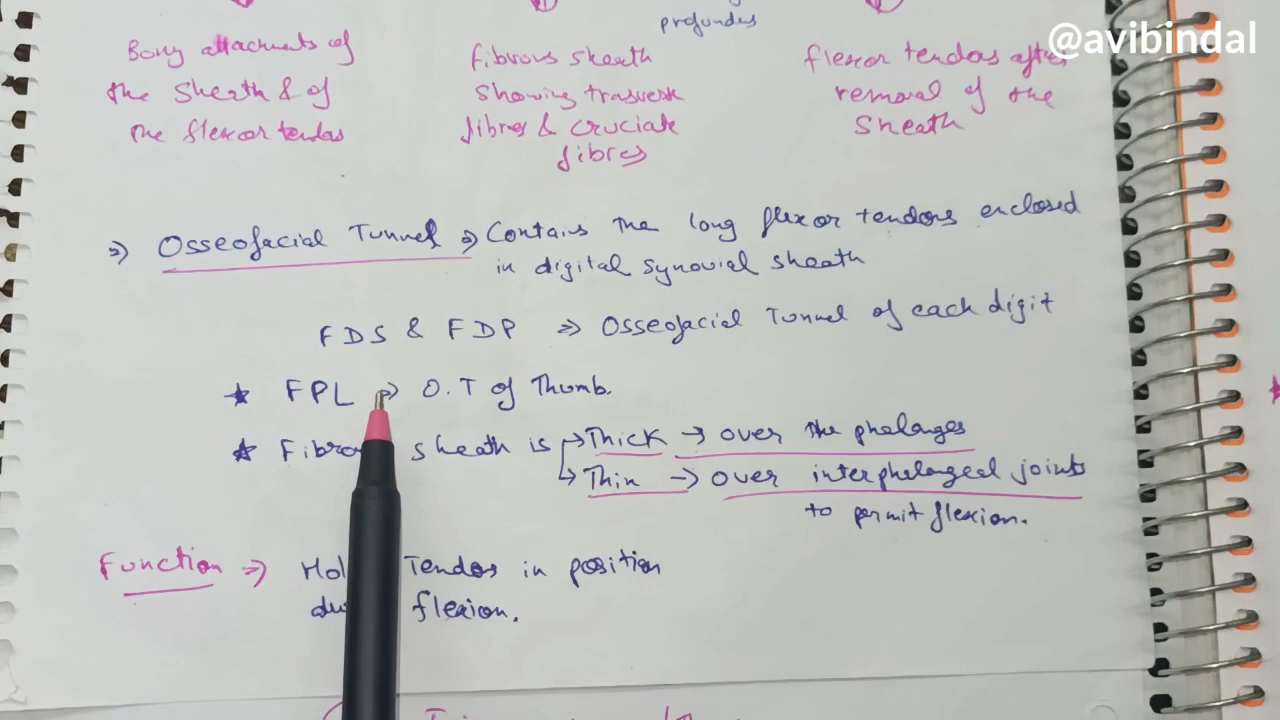 profundus
@avibindal
Bony attachments of
the Sheath & of
the flexor tendos
fibrous sheath
Showing trasverse
fibres & cruciate
fibres
flexor tendons after
removal of the
Sheath
⇒ Osseofacial Tunnel ⇒ Contains the long flexor tendons enclosed
in digital synovial sheath
FDS & FDP ⇒ Osseofacial Tunnel of each digit
★ FPL ⇒ O.T of Thumb.
★ Fibro sheath is → Thick → over the phalanges
↳ Thin → over interphalangeal joints
to permit flexion.
Function ⇒ Hol Tendos in position
du flexion.